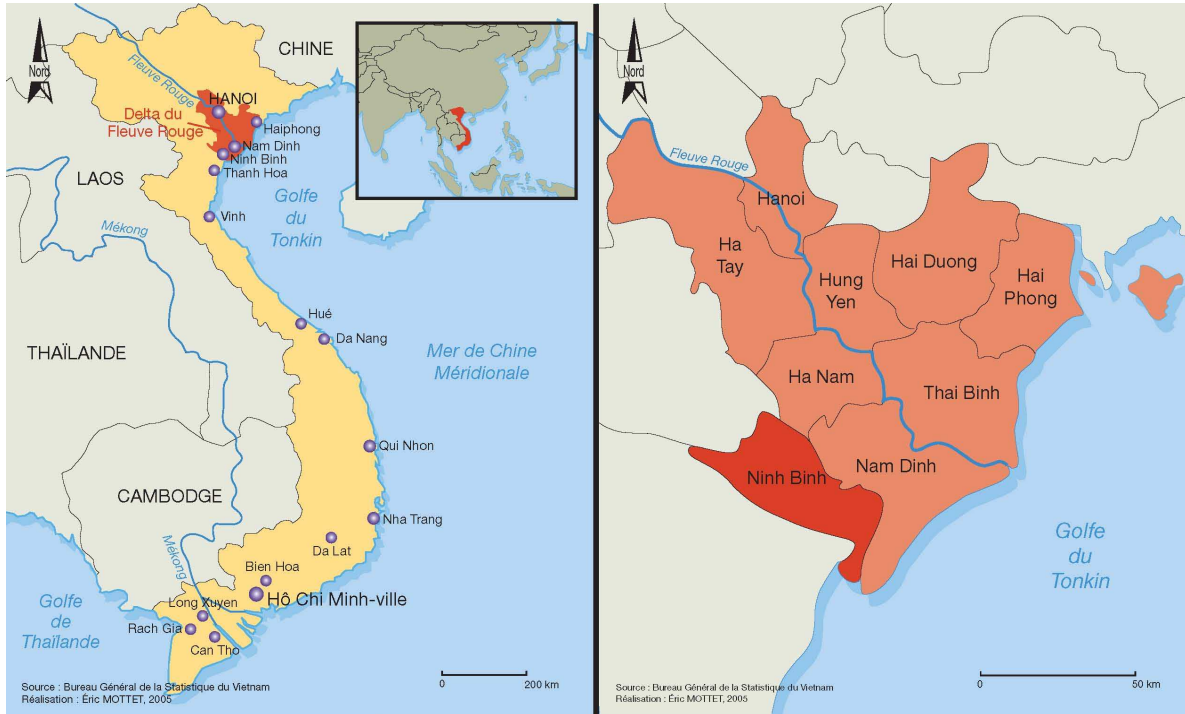 Nord
CHINE
Fleuve Rouge
HANOI
Delta du
Fleuve Rouge
Haiphong
Nam Dinh
Ninh Binh
Thanh Hoa
LAOS
Golfe
du
Tonkin
Vinh
Mékong
Hué
Da Nang
THAÏLANDE
Mer de Chine
Méridionale
Qui Nhon
CAMBODGE
Nha Trang
Da Lat
Mékong
Bien Hoa
Hô Chi Minh-ville
Golfe
de
Thaïlande
Long Xuyen
Rach Gia
Can Tho
0
200 km
Source : Bureau Général de la Statistique du Vietnam
Réalisation : Éric MOTTET, 2005
Nord
Fleuve Rouge
Hanoi
Ha
Tay
Hung
Yen
Hai Duong
Hai
Phong
Ha Nam
Thai Binh
Ninh Binh
Nam Dinh
Golfe
du
Tonkin
0
50 km
Source : Bureau Général de la Statistique du Vietnam
Réalisation : Éric MOTTET, 2005